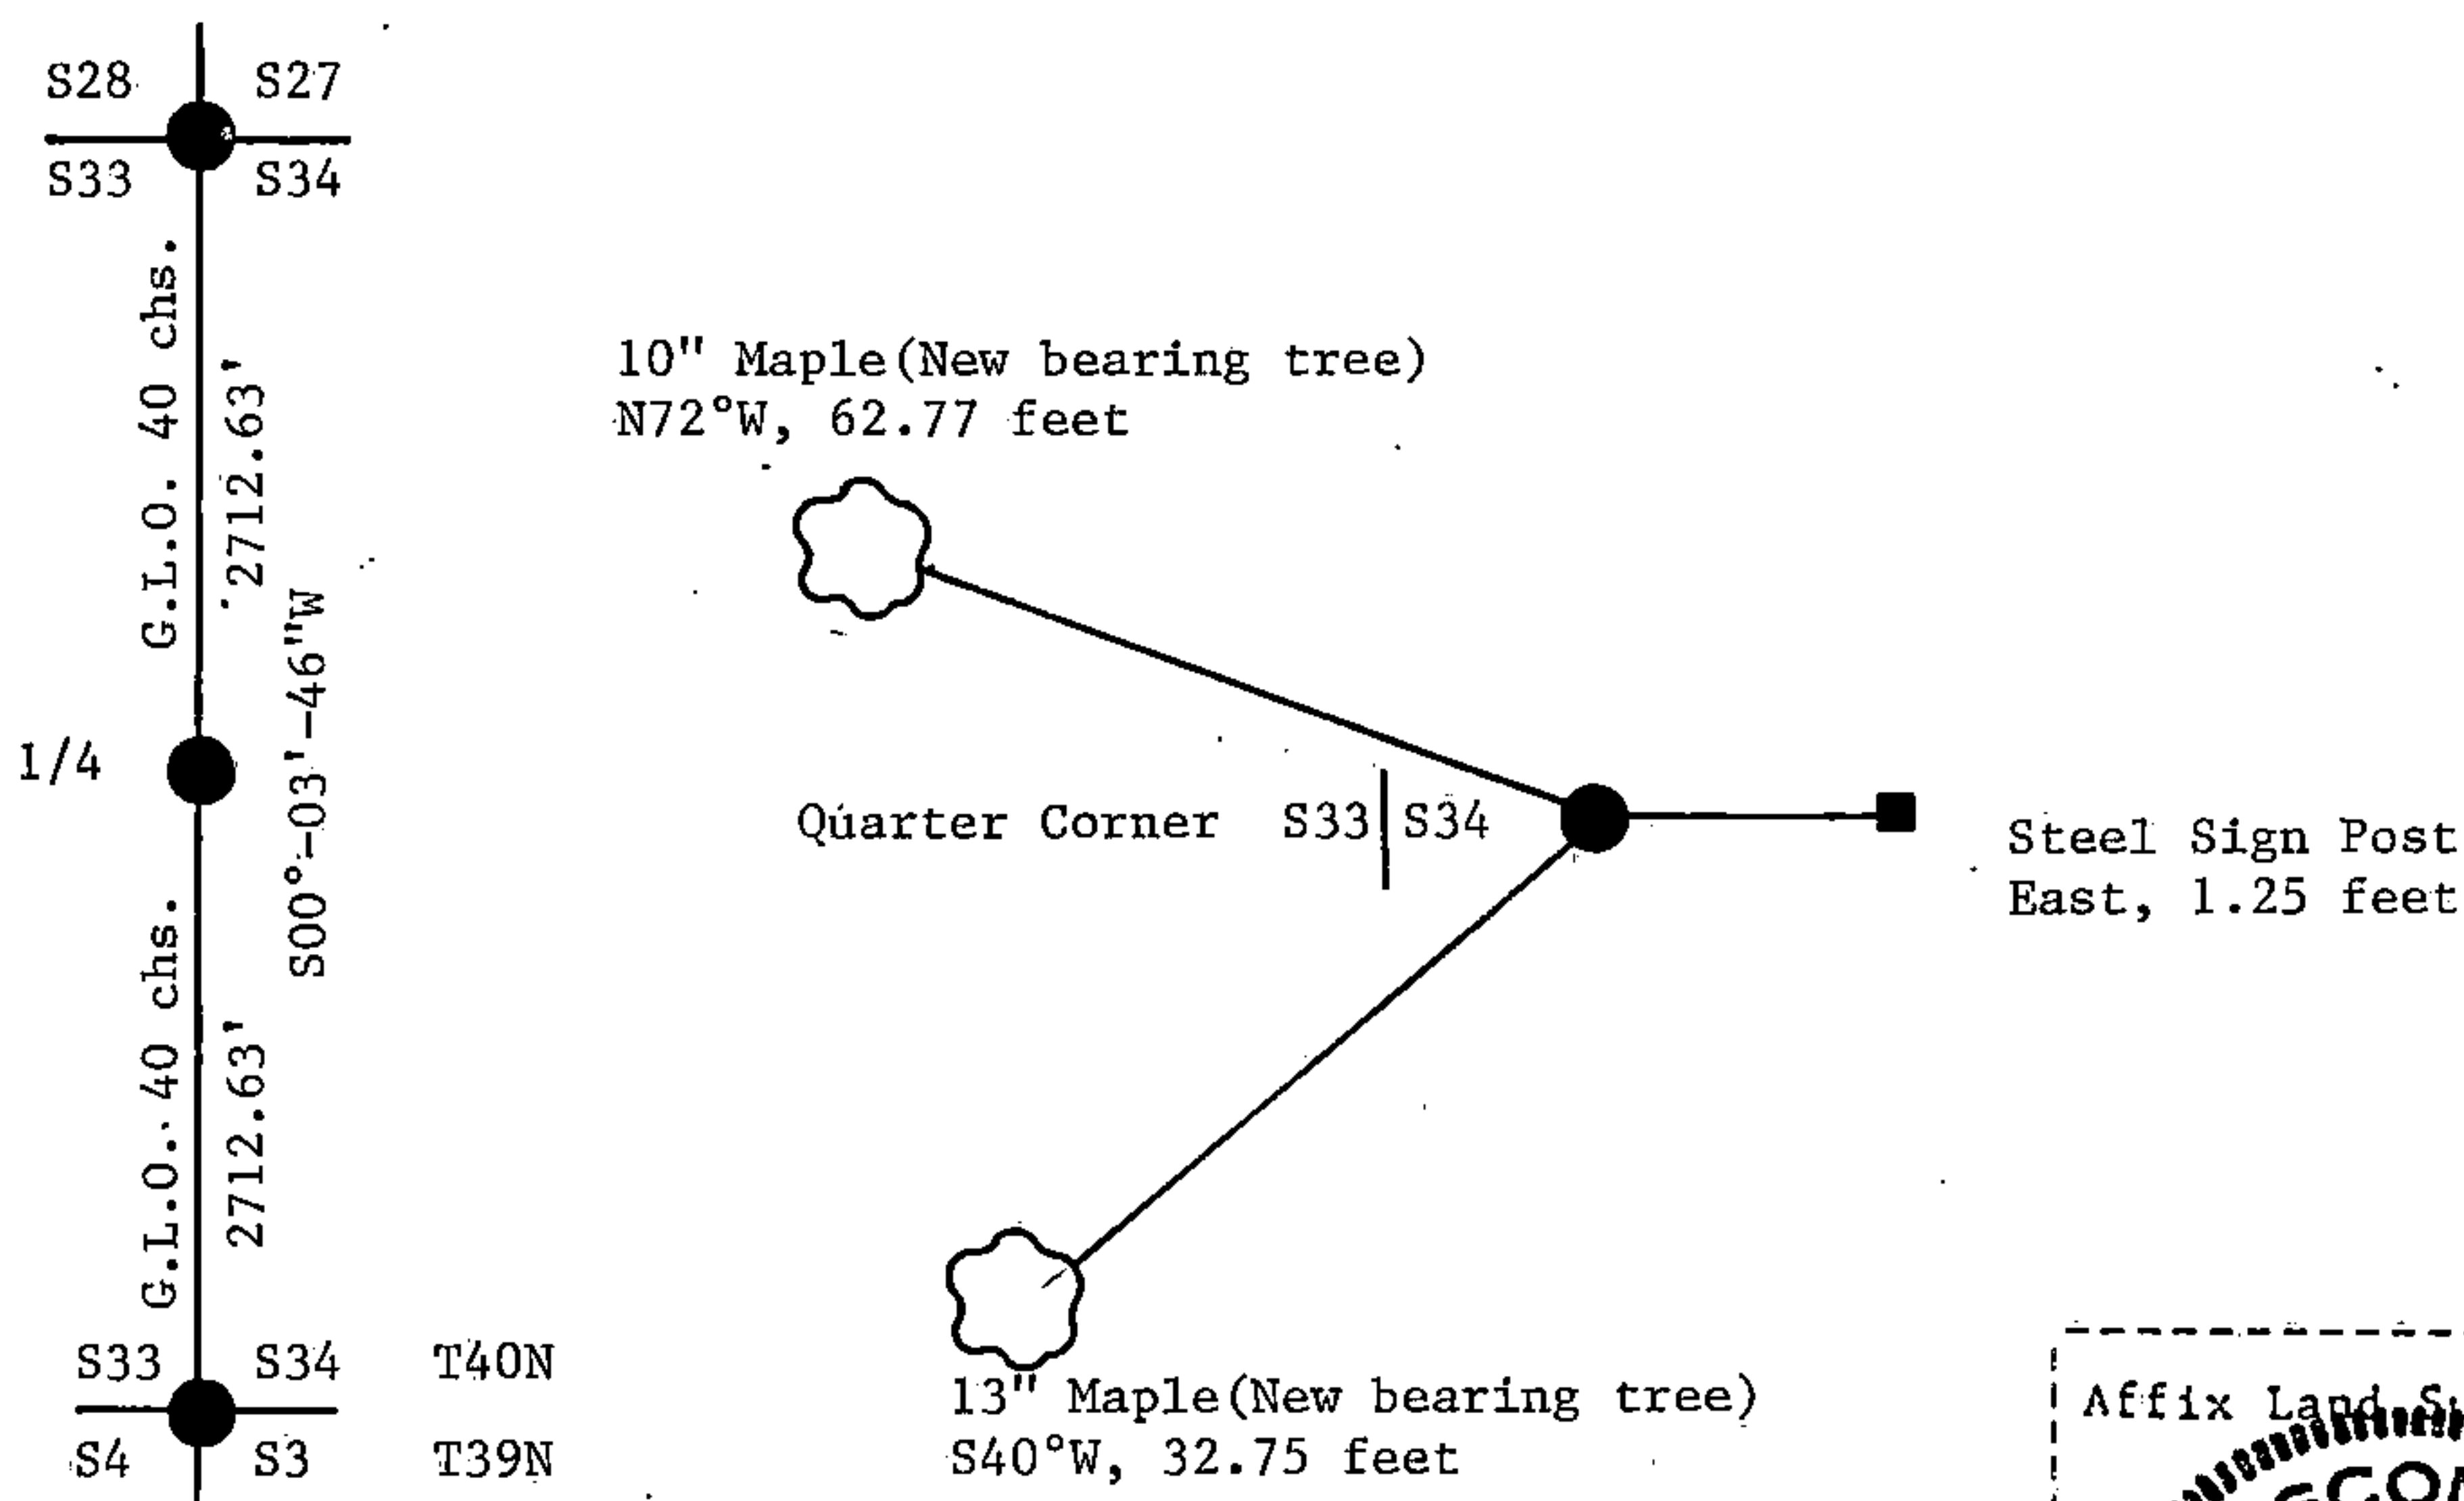 S28 S27
S33 S34
G.L.O. 40 chs.
2712.63'
10" Maple(New bearing tree)
N72°W, 62.77 feet
S00°-03'-46"W
1/4
Quarter Corner S33 S34
Steel Sign Post
East, 1.25 feet
G.L.O. 40 chs.
2712.63'
S33 S34 T40N
S4 S3 T39N
13" Maple(New bearing tree)
S40°W, 32.75 feet
Affix Land